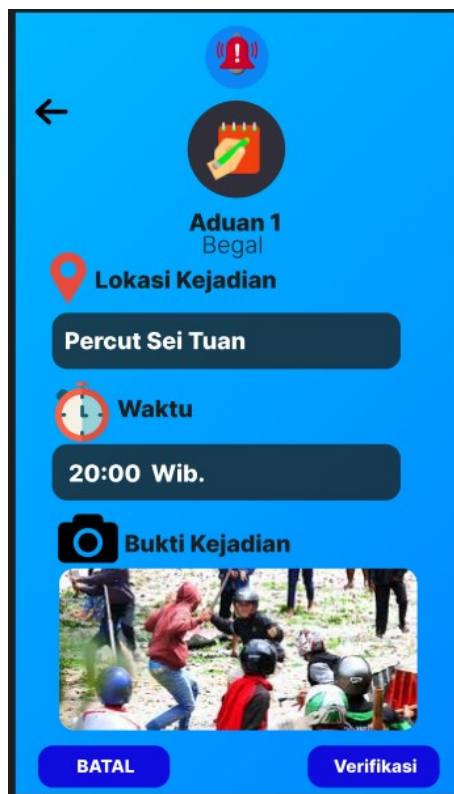 Aduan 1
Begal
Lokasi Kejadian
Percut Sei Tuan
Waktu
20:00 Wib.
Bukti Kejadian
BATAL
Verifikasi